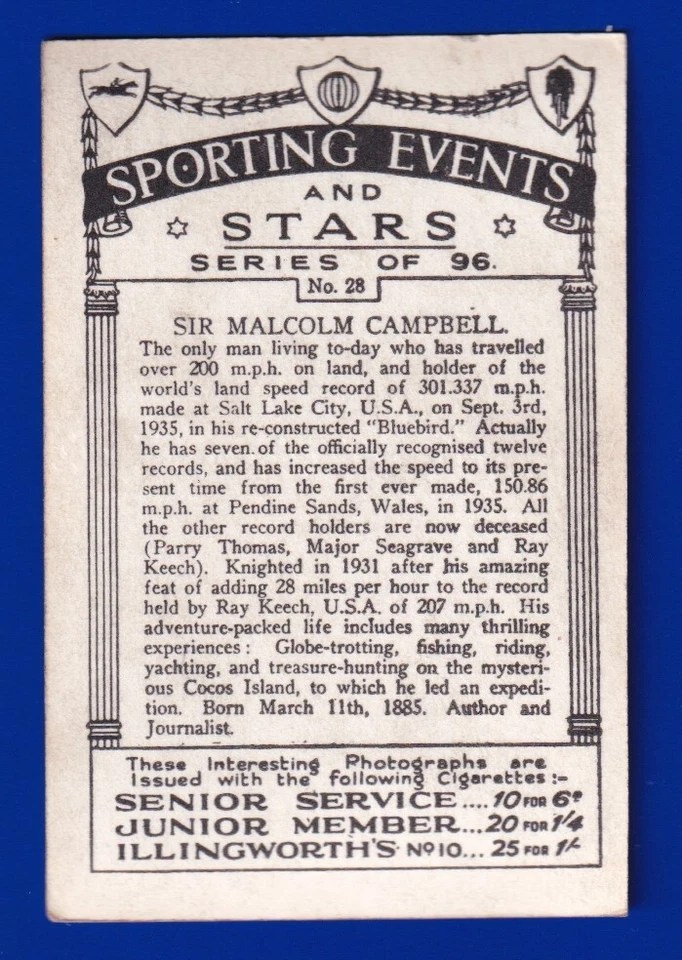 SPORTING EVENTS
AND
STARS
SERIES OF 96.
No. 28
SIR MALCOLM CAMPBELL.
The only man living to-day who has travelled
over 200 m.p.h. on land, and holder of the
world's land speed record of 301.337 m.p.h.
made at Salt Lake City, U.S.A., on Sept. 3rd,
1935, in his re-constructed "Bluebird." Actually
he has seven of the officially recognised twelve
records, and has increased the speed to its pre-
sent time from the first ever made, 150.86
m.p.h. at Pendine Sands, Wales, in 1935. All
the other record holders are now deceased
(Parry Thomas, Major Seagrave and Ray
Keech). Knighted in 1931 after his amazing
feat of adding 28 miles per hour to the record
held by Ray Keech, U.S.A. of 207 m.p.h. His
adventure-packed life includes many thrilling
experiences: Globe-trotting, fishing, riding,
yachting, and treasure-hunting on the mysteri-
ous Cocos Island, to which he led an expedi-
tion. Born March 11th, 1885. Author and
Journalist.
These Interesting Photographs are
Issued with the following Cigarettes:-
SENIOR SERVICE.... 10 FOR 6D
JUNIOR MEMBER... 20 FOR 1/4
ILLINGWORTH'S No 10... 25 FOR 1/-